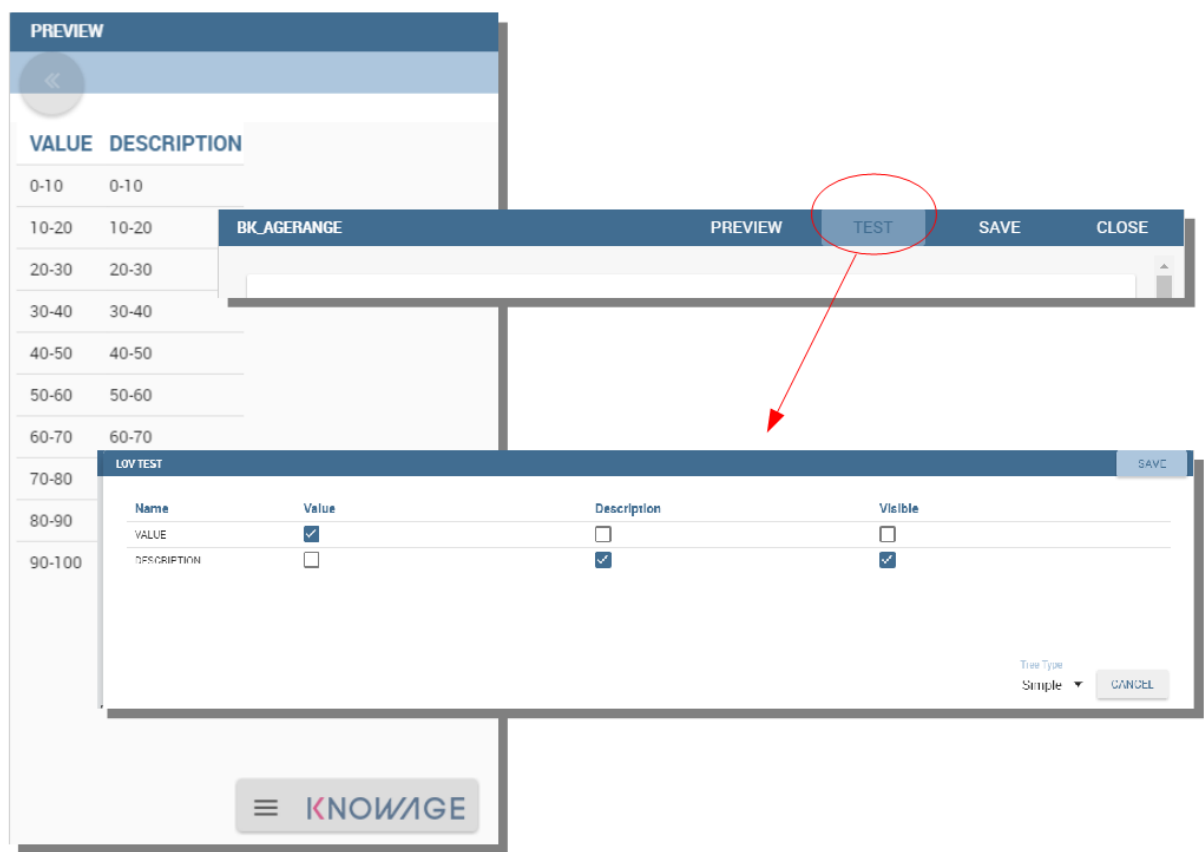 PREVIEW
VALUE DESCRIPTION
0-10 0-10
10-20 10-20
20-30 20-30
30-40 30-40
40-50 40-50
50-60 50-60
60-70 60-70
70-80
80-90
90-100
BK_AGERANGE PREVIEW TEST SAVE CLOSE
LOV TEST SAVE
Name Value Description Visible
VALUE
DESCRIPTION
Tree Type
Simple CANCEL
KNOWAGE